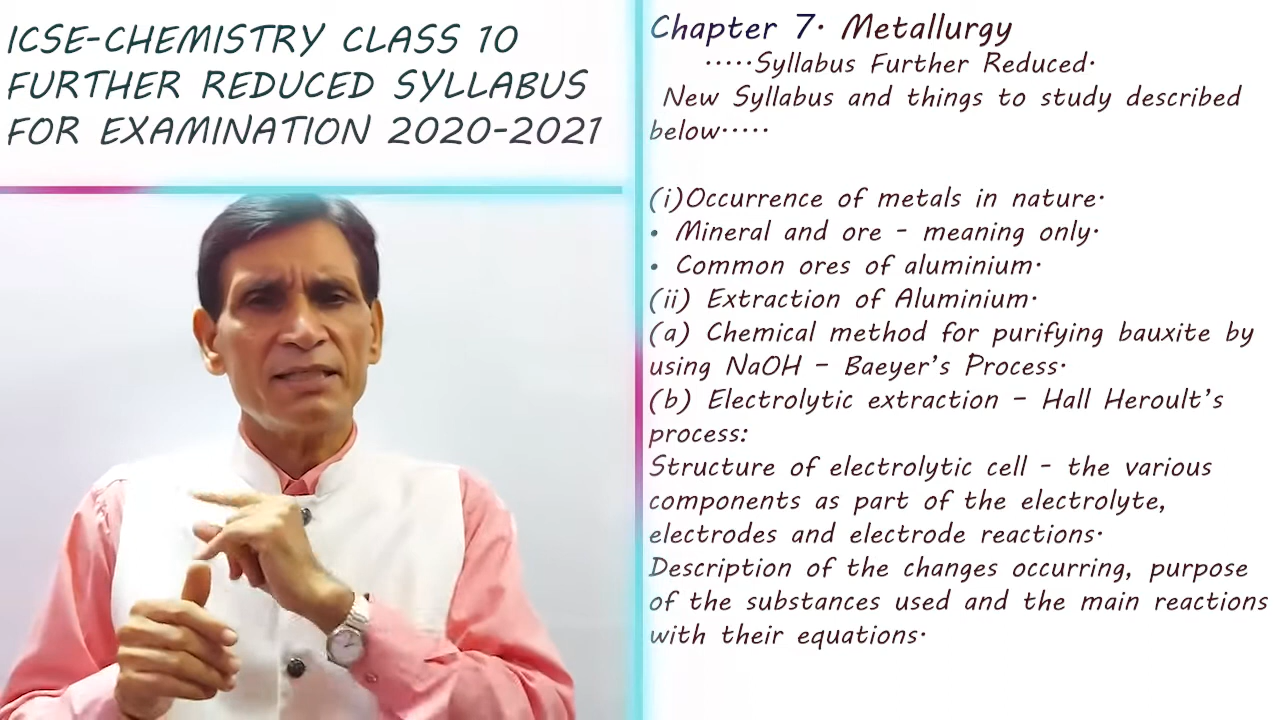 ICSE-CHEMISTRY CLASS 10
FURTHER REDUCED SYLLABUS
FOR EXAMINATION 2020-2021
Chapter 7. Metallurgy
.....Syllabus Further Reduced.
New Syllabus and things to study described
below.....
(i)Occurrence of metals in nature.
• Mineral and ore - meaning only.
• Common ores of aluminium.
(ii) Extraction of Aluminium.
(a) Chemical method for purifying bauxite by
using NaOH – Baeyer's Process.
(b) Electrolytic extraction – Hall Heroult's
process:
Structure of electrolytic cell - the various
components as part of the electrolyte,
electrodes and electrode reactions.
Description of the changes occurring, purpose
of the substances used and the main reactions
with their equations.